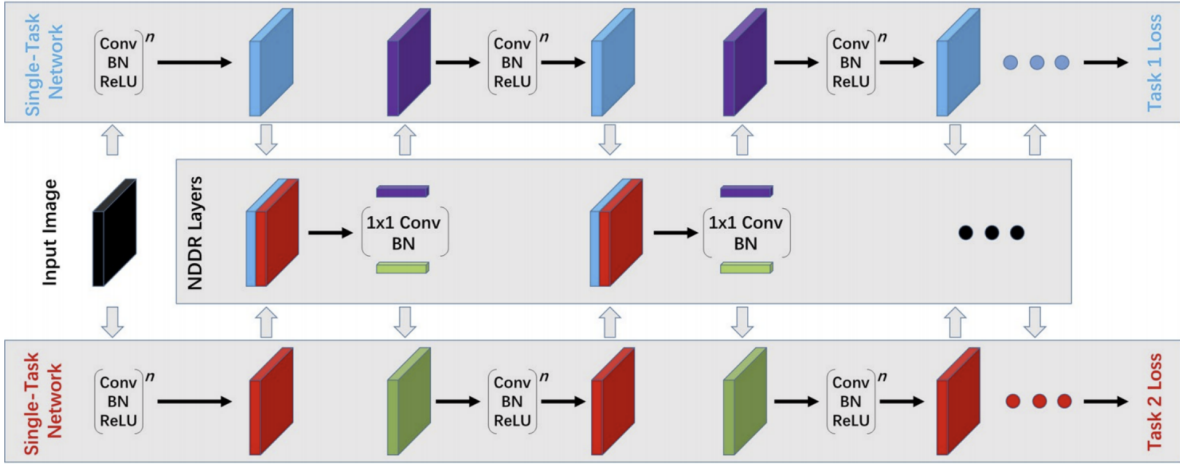 Single-Task
Network
Conv
BN
ReLU
n
Conv
BN
ReLU
n
Conv
BN
ReLU
n
Task 1 Loss
Input Image
NDDR Layers
1x1 Conv
BN
1x1 Conv
BN
Single-Task
Network
Conv
BN
ReLU
n
Conv
BN
ReLU
n
Conv
BN
ReLU
n
Task 2 Loss